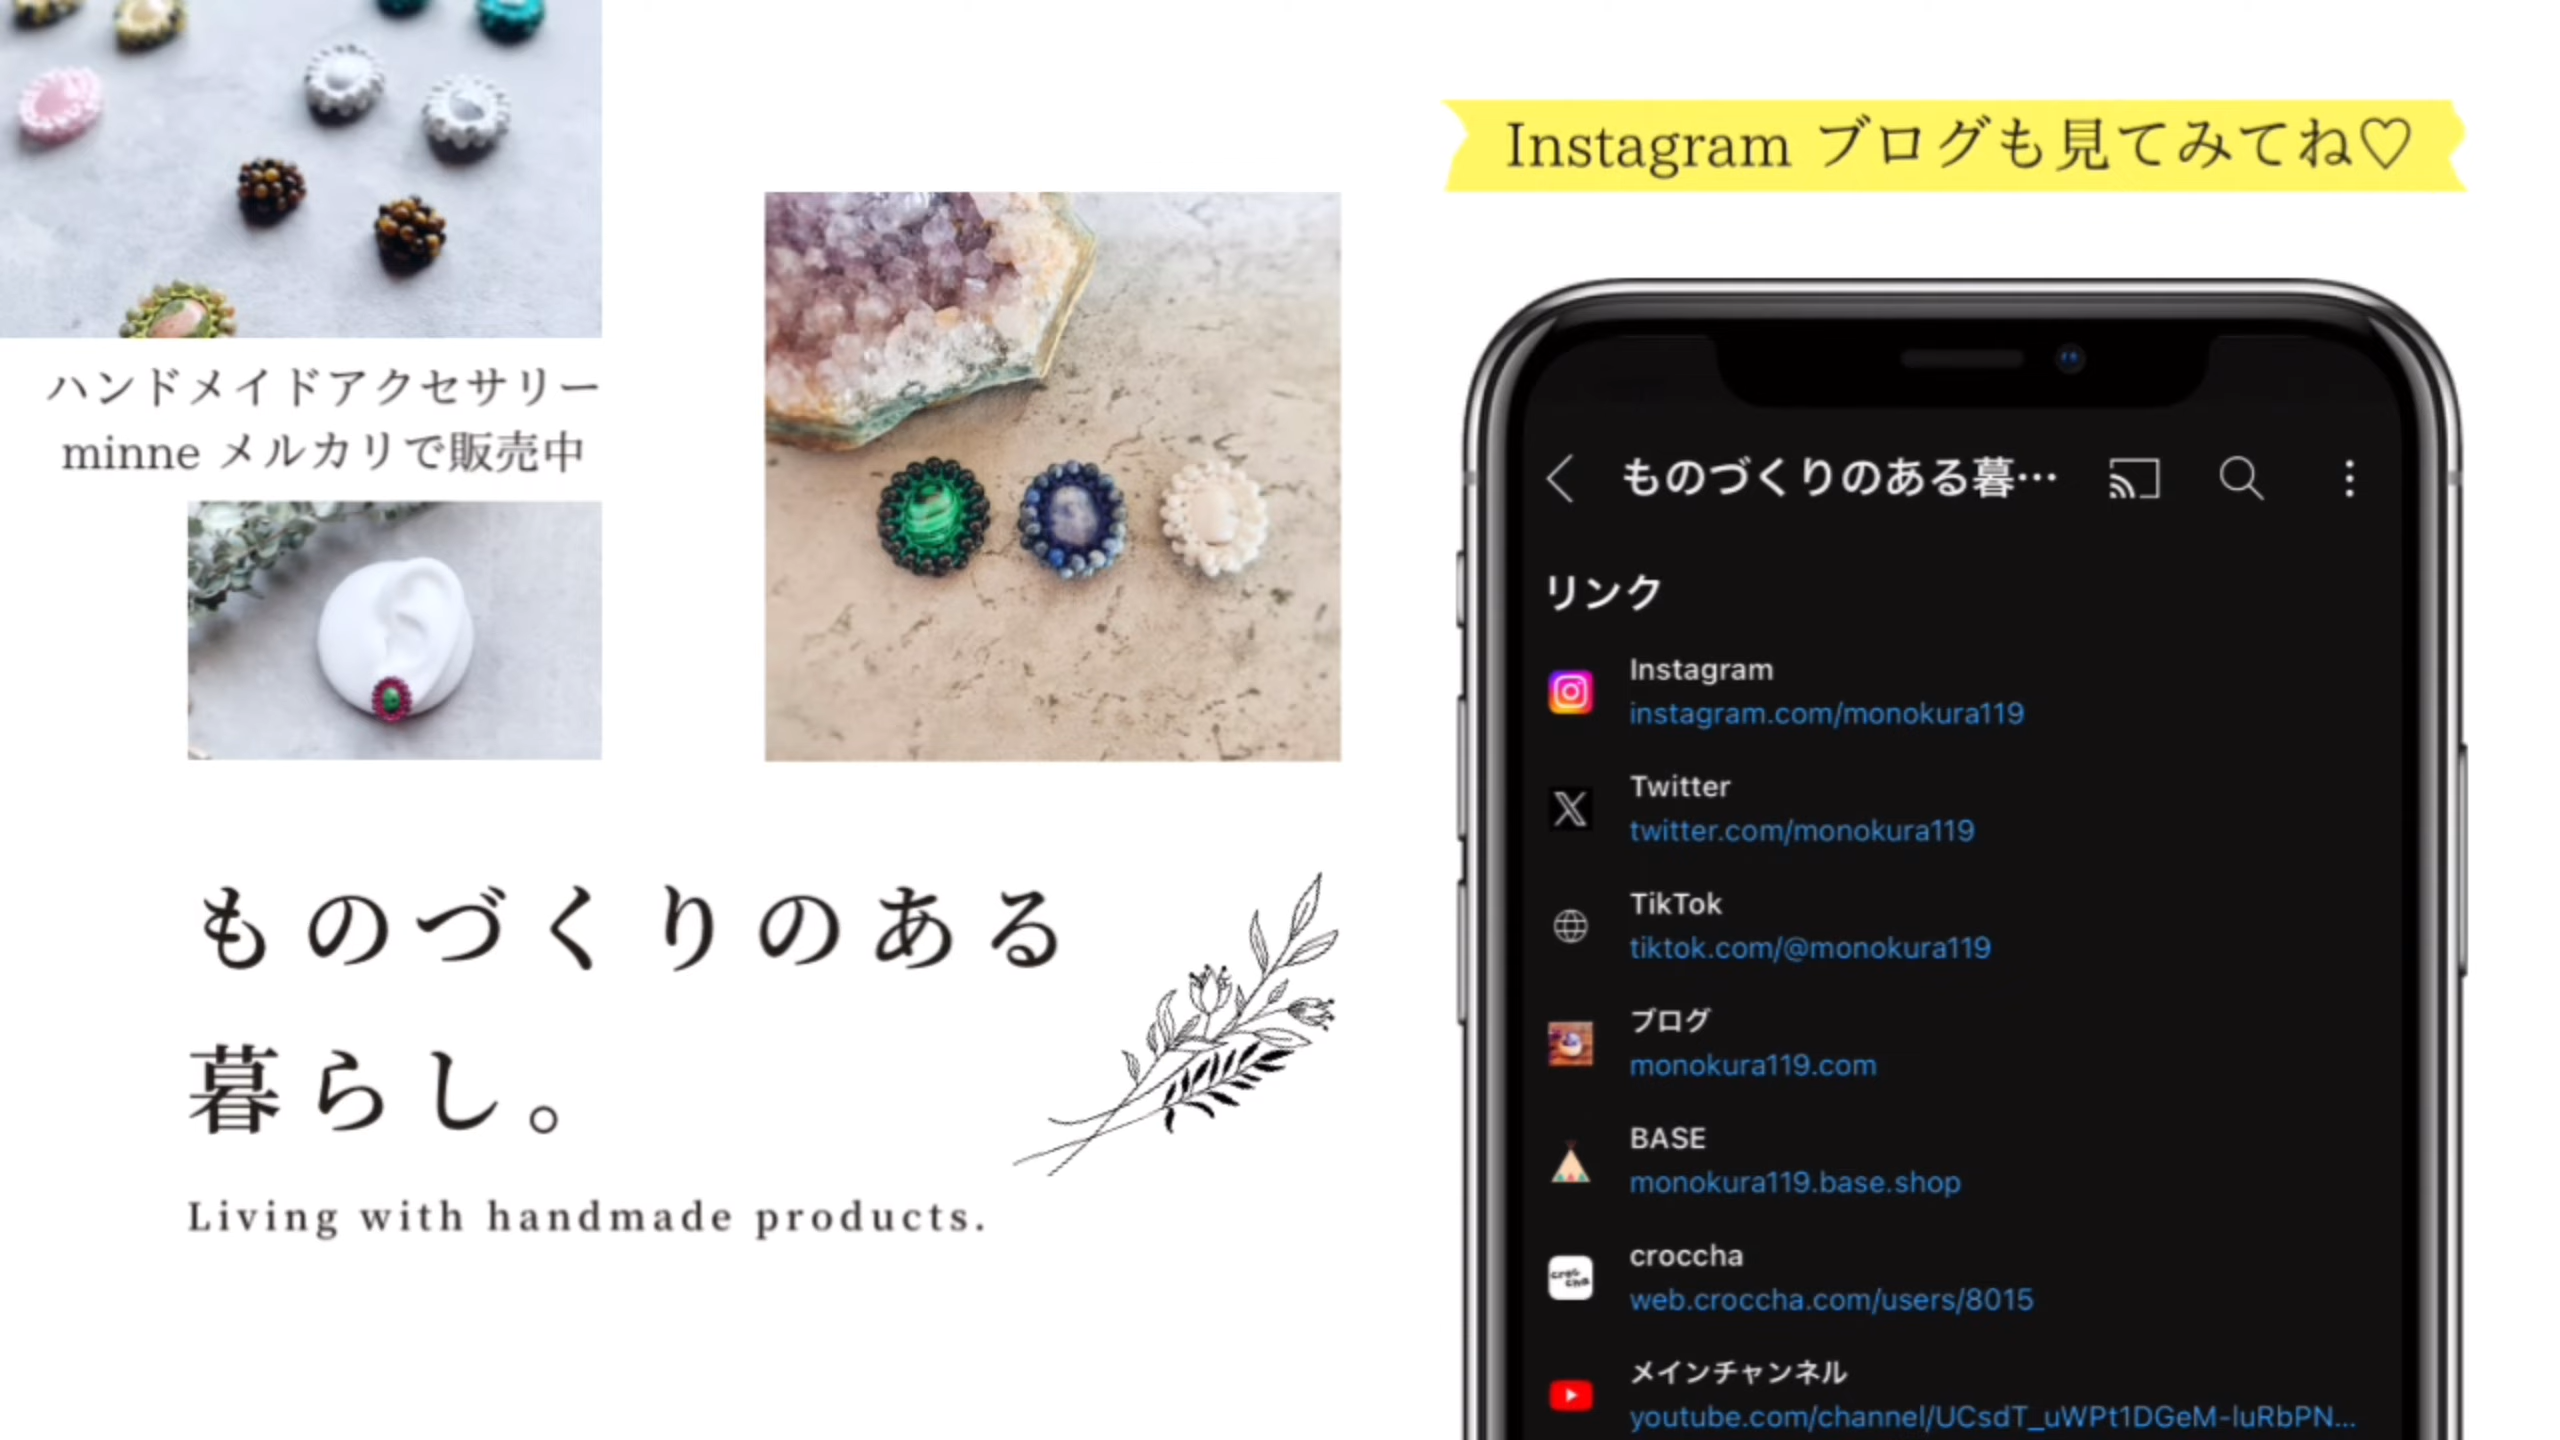 ハンドメイドアクセサリー
minne メルカリで販売中
ものづくりのある
暮らし。
Living with handmade products.
Instagram ブログも見てみてね♡
ものづくりのある暮…
リンク
Instagram
instagram.com/monokura119
Twitter
twitter.com/monokura119
TikTok
tiktok.com/@monokura119
ブログ
monokura119.com
BASE
monokura119.base.shop
croccha
web.croccha.com/users/8015
メインチャンネル
youtube.com/channel/UCsdT_uWPt1DGeM-luRbPN...